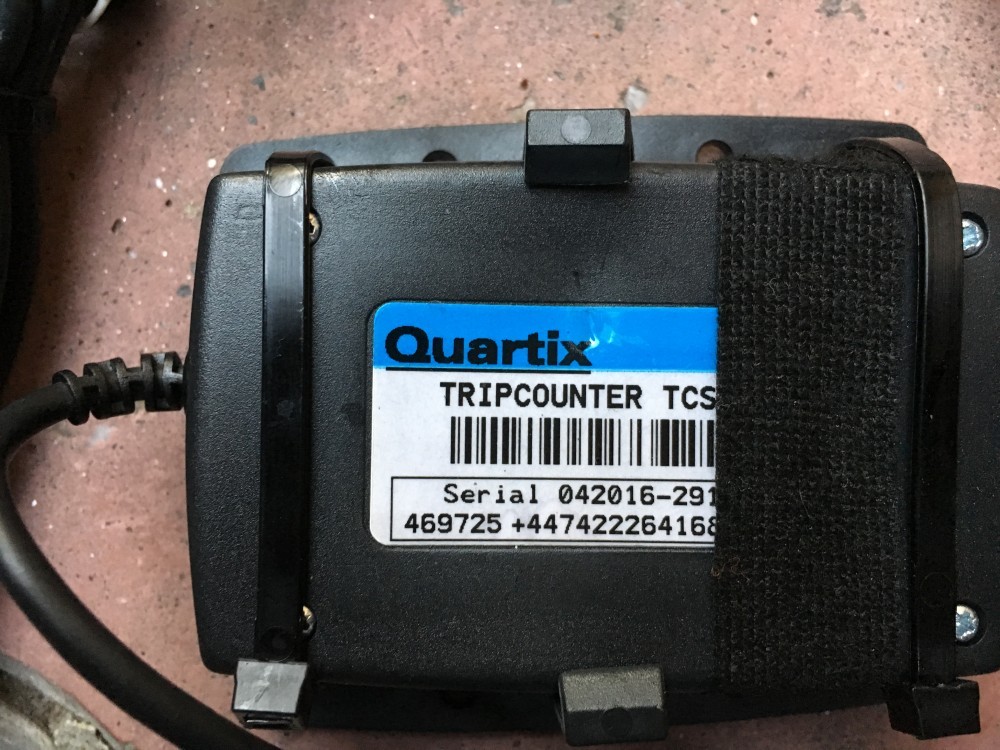 Quartix
TRIPCOUNTER TCS
Serial 042016-291
469725 +447422264168